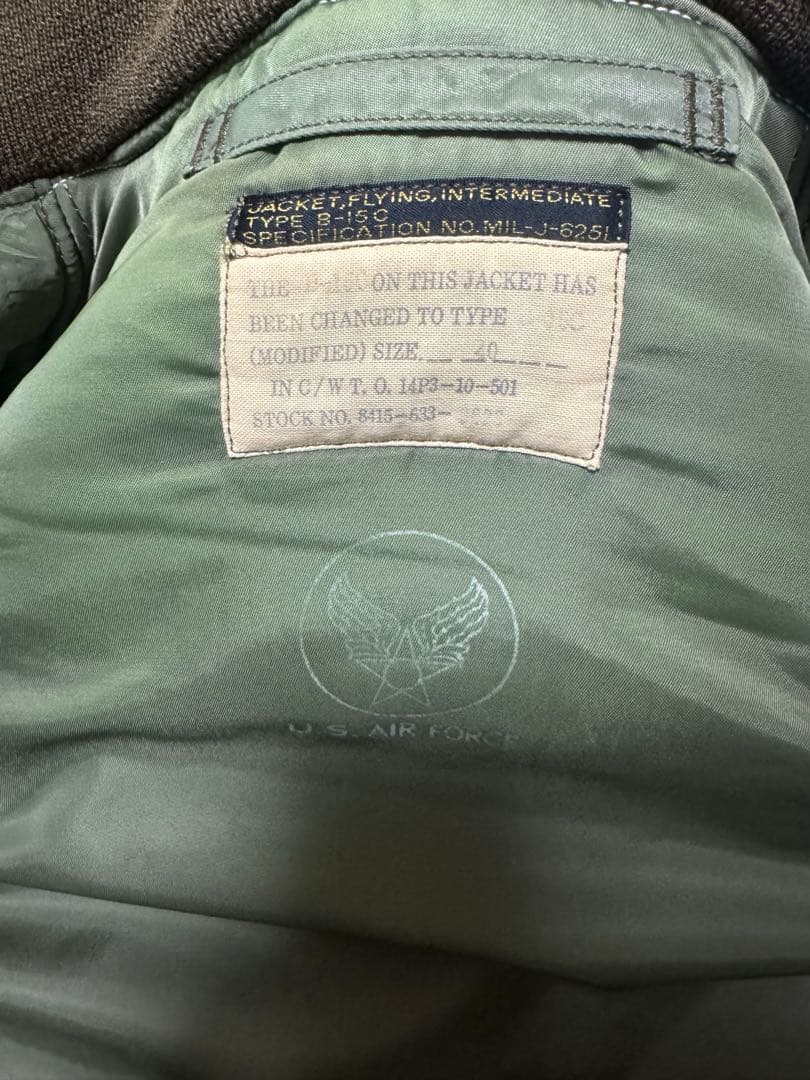 JACKET, FLYING, INTERMEDIATE
TYPE B-15C
SPECIFICATION NO. MIL-J-6251
THE ON THIS JACKET HAS
BEEN CHANGED TO TYPE
(MODIFIED) SIZE 40
IN C/W T. O. 14P3-10-501
STOCK NO. 8415-633-
U. S. AIR FORCE